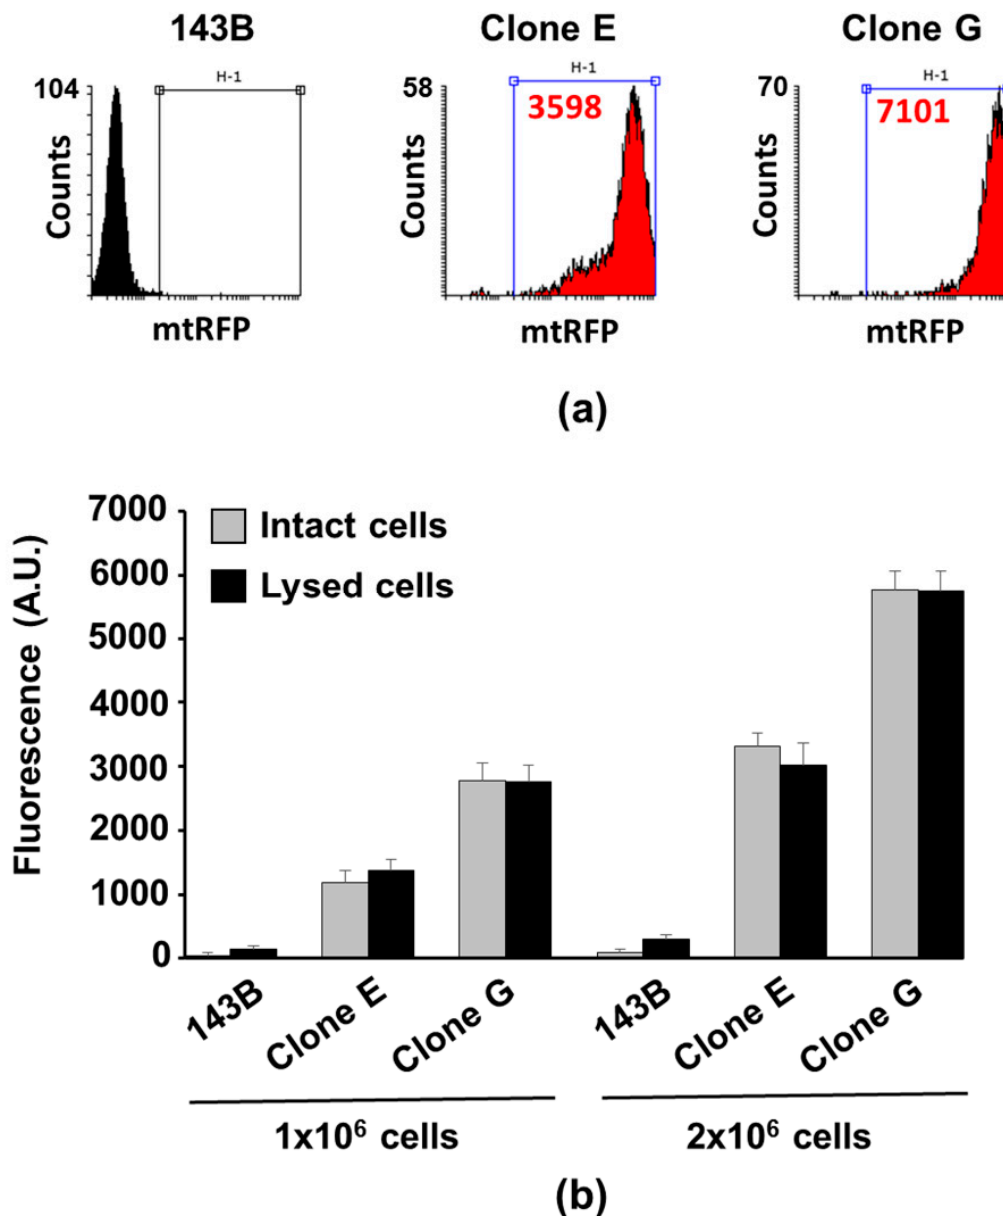 143B
Clone E
Clone G
H-1
H-1
H-1
104
58
70
3598
7101
Counts
Counts
Counts
mtRFP
mtRFP
mtRFP
(a)
7000
6000
5000
4000
3000
2000
1000
0
Fluorescence (A.U.)
Intact cells
Lysed cells
143B
Clone E
Clone G
143B
Clone E
Clone G
1x10⁶ cells
2x10⁶ cells
(b)